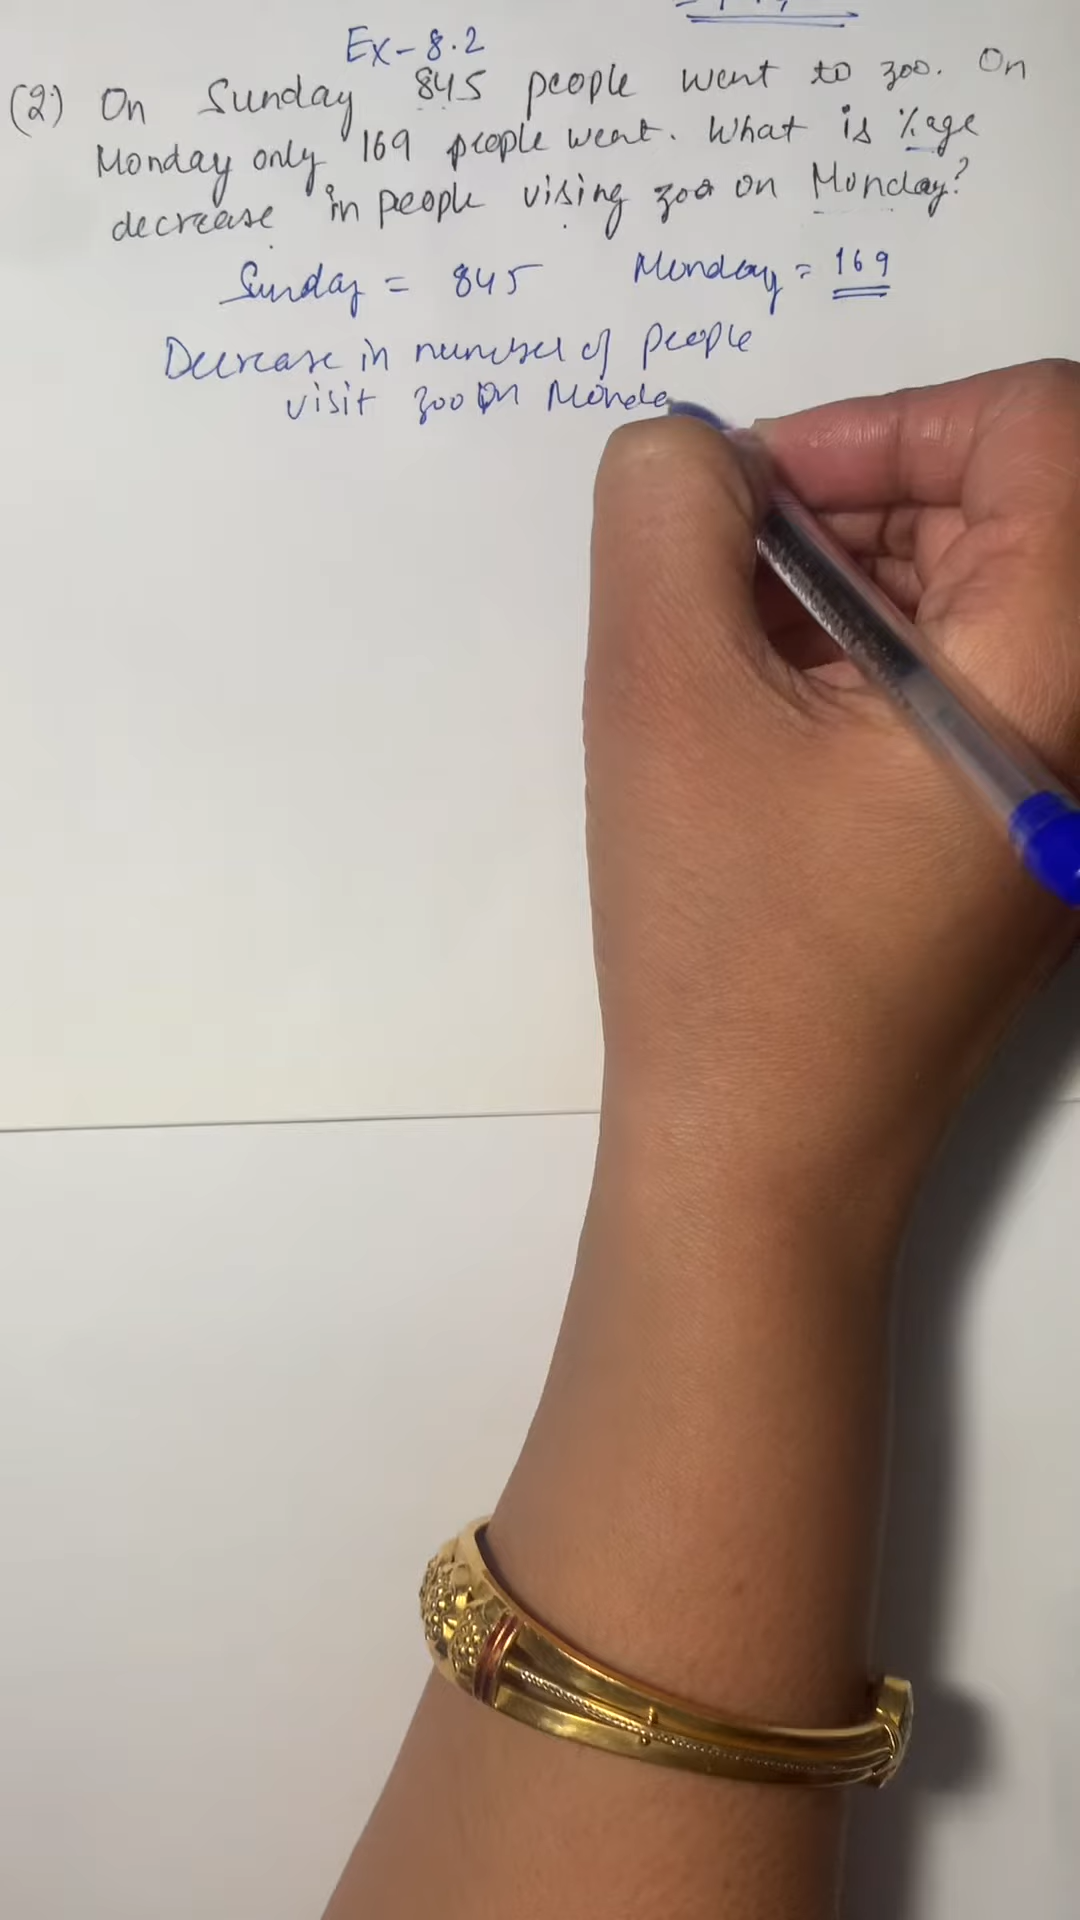 Ex-8.2
(2) On Sunday 845 people went to zoo. On
Monday only 169 people went. What is %age
decrease in people vising zoo on Monday?
Sunday = 845 Monday = 169
Decrease in number of people
visit zoo on Monda